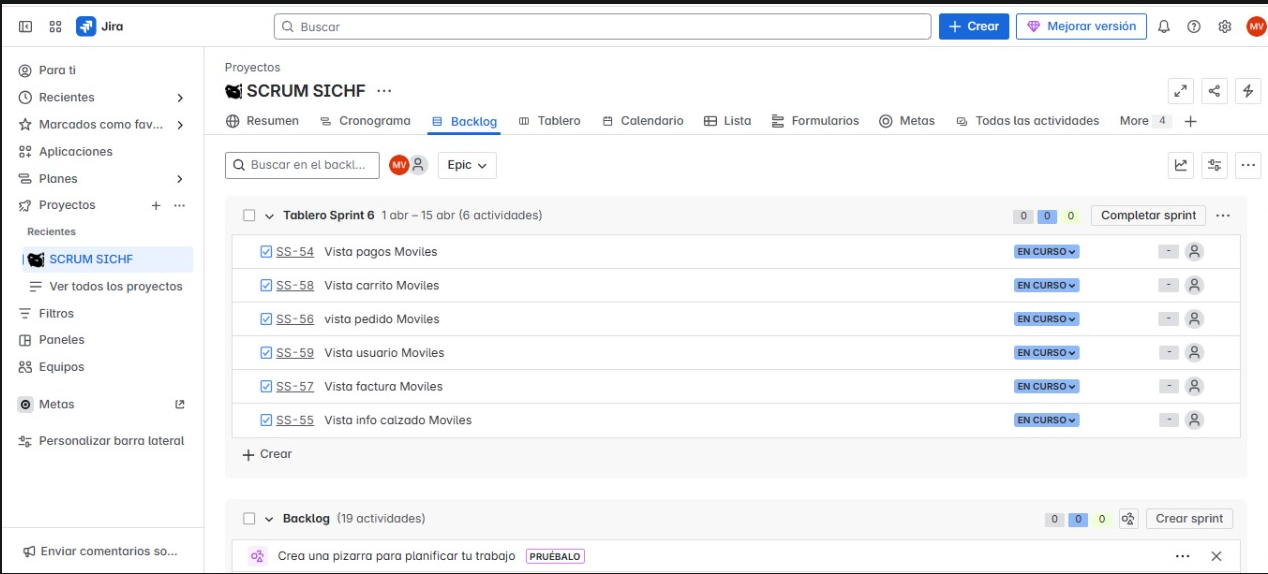 Jira
Buscar
+ Crear
Mejorar versión
MV
Para ti
Recientes
Marcados como fav...
Aplicaciones
Planes
Proyectos
Recientes
SCRUM SICHF
Ver todos los proyectos
Filtros
Paneles
Equipos
Metas
Personalizar barra lateral
Enviar comentarios so...
Proyectos
SCRUM SICHF ...
Resumen Cronograma Backlog Tablero Calendario Lista Formularios Metas Todas las actividades More 4 +
Buscar en el backl... MV Epic
Tablero Sprint 6 1 abr – 15 abr (6 actividades) 0 0 0 Completar sprint ...
SS-54 Vista pagos Moviles EN CURSO -
SS-58 Vista carrito Moviles EN CURSO -
SS-56 vista pedido Moviles EN CURSO -
SS-59 Vista usuario Moviles EN CURSO -
SS-57 Vista factura Moviles EN CURSO -
SS-55 Vista info calzado Moviles EN CURSO -
+ Crear
Backlog (19 actividades) 0 0 0 Crear sprint
Crea una pizarra para planificar tu trabajo PRUÉBALO ...